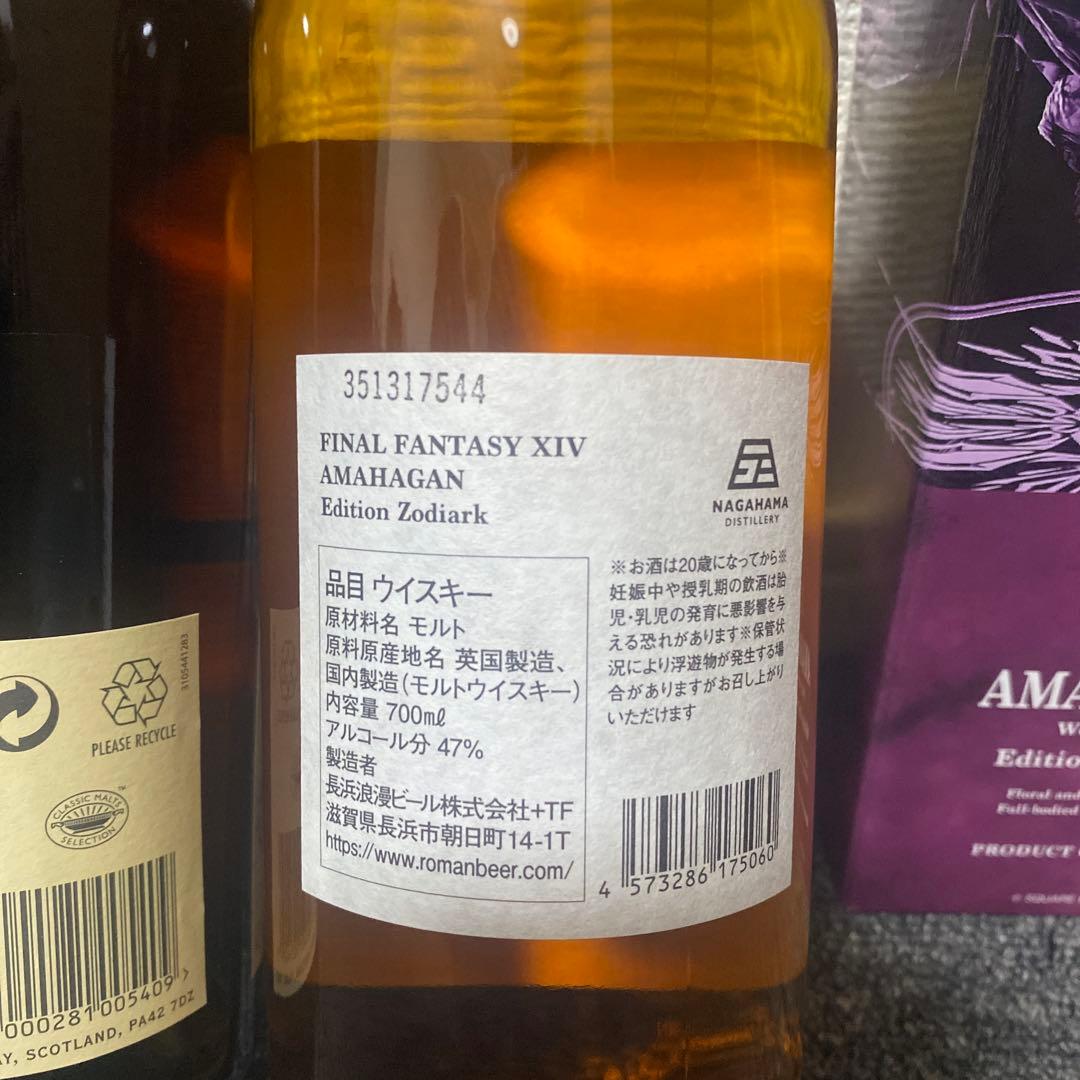 351317544
FINAL FANTASY XIV
AMAHAGAN
Edition Zodiark
NAGAHAMA
DISTILLERY
品目 ウイスキー
原材料名 モルト
原料原産地名 英国製造、
国内製造(モルトウイスキー)
内容量 700㎖
アルコール分 47%
製造者
長浜浪漫ビール株式会社+TF
滋賀県長浜市朝日町14-1T
https://www.romanbeer.com/
※お酒は20歳になってから※
妊娠中や授乳期の飲酒は胎
児・乳児の発育に悪影響を与
える恐れがあります※保管状
況により浮遊物が発生する場
合がありますがお召し上がり
いただけます
4 573286 175060
3105441283
PLEASE RECYCLE
CLASSIC MALTS
SELECTION
™
000281 005409 >
AY, SCOTLAND, PA42 7DZ
AMA
Editio
Floral and
Full-bodied
PRODUCT
© SQUARE